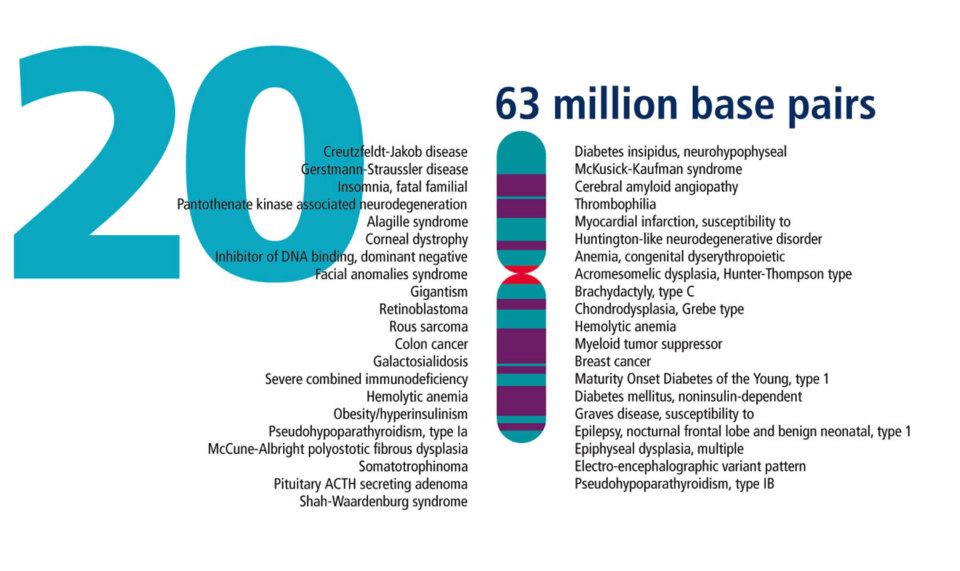 20
63 million base pairs
Creutzfeldt-Jakob disease
Gerstmann-Straussler disease
Insomnia, fatal familial
Pantothenate kinase associated neurodegeneration
Alagille syndrome
Corneal dystrophy
Inhibitor of DNA binding, dominant negative
Facial anomalies syndrome
Gigantism
Retinoblastoma
Rous sarcoma
Colon cancer
Galactosialidosis
Severe combined immunodeficiency
Hemolytic anemia
Obesity/hyperinsulinism
Pseudohypoparathyroidism, type Ia
McCune-Albright polyostotic fibrous dysplasia
Somatotrophinoma
Pituitary ACTH secreting adenoma
Shah-Waardenburg syndrome
Diabetes insipidus, neurohypophyseal
McKusick-Kaufman syndrome
Cerebral amyloid angiopathy
Thrombophilia
Myocardial infarction, susceptibility to
Huntington-like neurodegenerative disorder
Anemia, congenital dyserythropoietic
Acromesomelic dysplasia, Hunter-Thompson type
Brachydactyly, type C
Chondrodysplasia, Grebe type
Hemolytic anemia
Myeloid tumor suppressor
Breast cancer
Maturity Onset Diabetes of the Young, type 1
Diabetes mellitus, noninsulin-dependent
Graves disease, susceptibility to
Epilepsy, nocturnal frontal lobe and benign neonatal, type 1
Epiphyseal dysplasia, multiple
Electro-encephalographic variant pattern
Pseudohypoparathyroidism, type IB